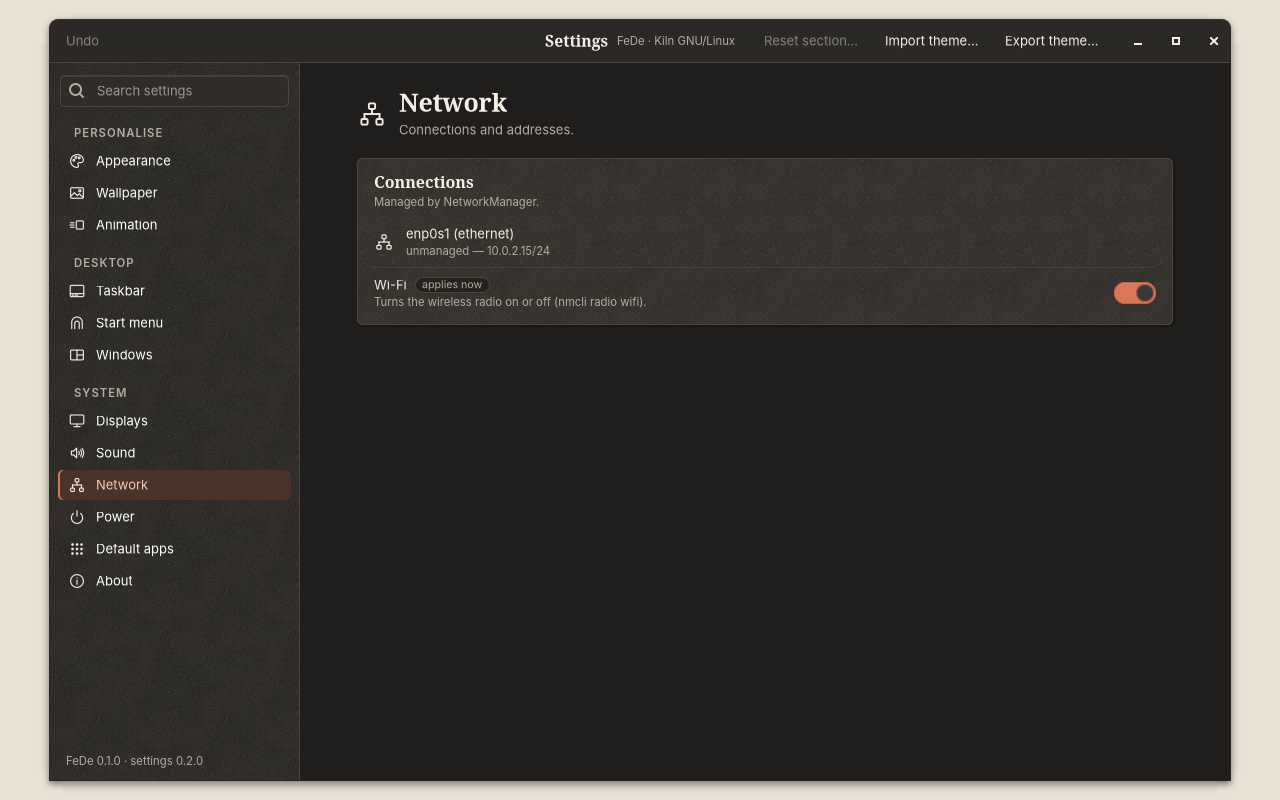 Undo
Settings FeDe · Kiln GNU/Linux
Reset section...
Import theme...
Export theme...
Search settings
PERSONALISE
Appearance
Wallpaper
Animation
DESKTOP
Taskbar
Start menu
Windows
SYSTEM
Displays
Sound
Network
Power
Default apps
About
FeDe 0.1.0 · settings 0.2.0
Network
Connections and addresses.
Connections
Managed by NetworkManager.
enp0s1 (ethernet)
unmanaged — 10.0.2.15/24
Wi-Fi applies now
Turns the wireless radio on or off (nmcli radio wifi).